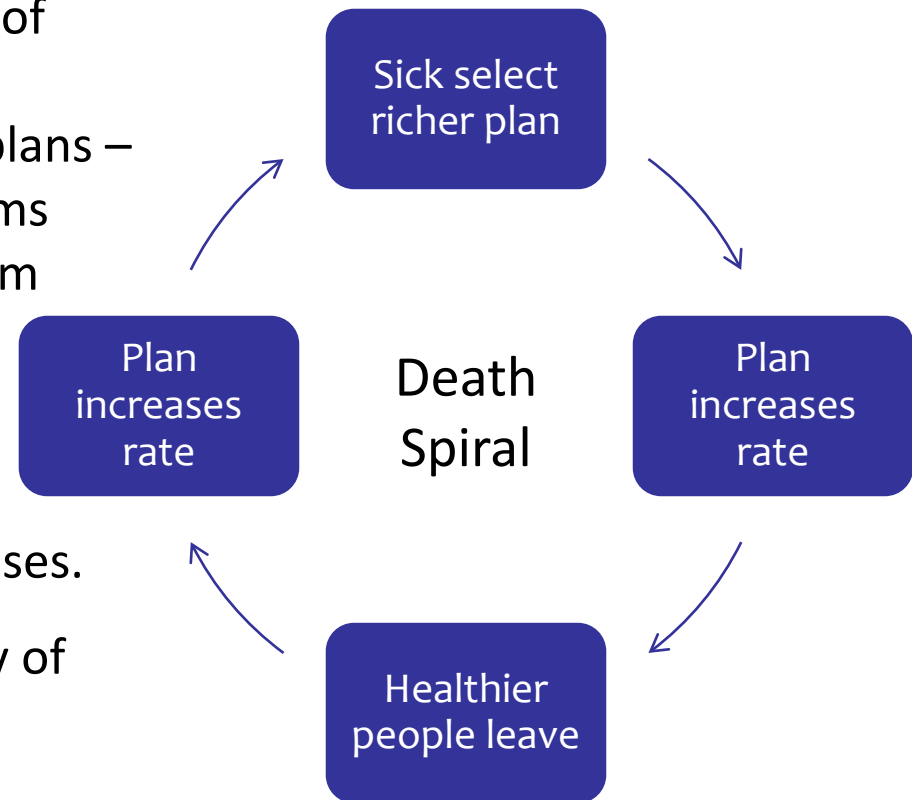 of
plans –
ms
m
ses.
y of
Sick select
richer plan
Plan
increases
rate
Healthier
people leave
Plan
increases
rate
Death
Spiral